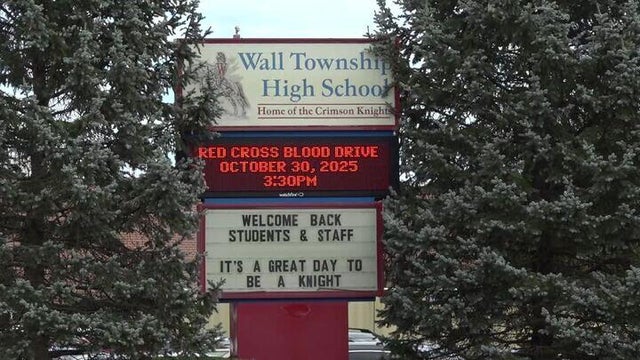 Wall Township
High School
Home of the Crimson Knights
RED CROSS BLOOD DRIVE
OCTOBER 30, 2025
3:30PM
WELCOME BACK
STUDENTS & STAFF
IT'S A GREAT DAY TO
BE A KNIGHT